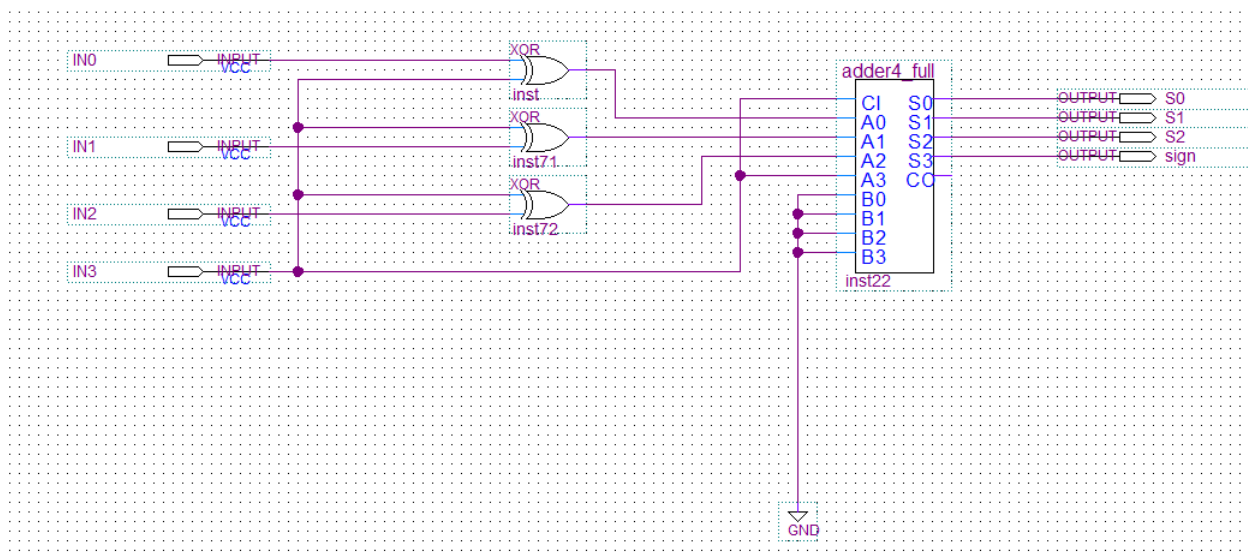 IN0 INPUT VCC
XOR
inst
IN1 INPUT VCC
XOR
inst71
IN2 INPUT VCC
XOR
inst72
IN3 INPUT VCC
adder4_full
CI S0
A0 S1
A1 S2
A2 S3
A3 CO
B0
B1
B2
B3
inst22
OUTPUT S0
OUTPUT S1
OUTPUT S2
OUTPUT sign
GND